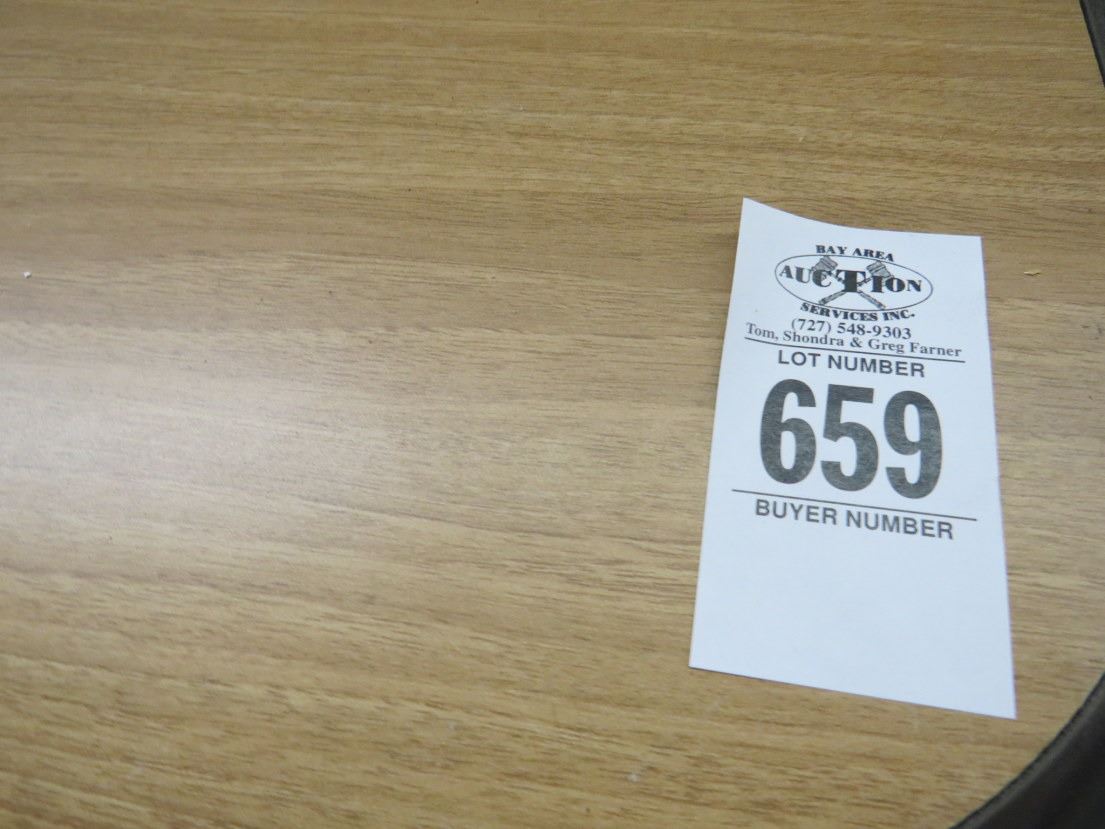 BAY AREA
AUCTION
SERVICES INC.
(727) 548-9303
Tom, Shondra & Greg Farner
LOT NUMBER
659
BUYER NUMBER